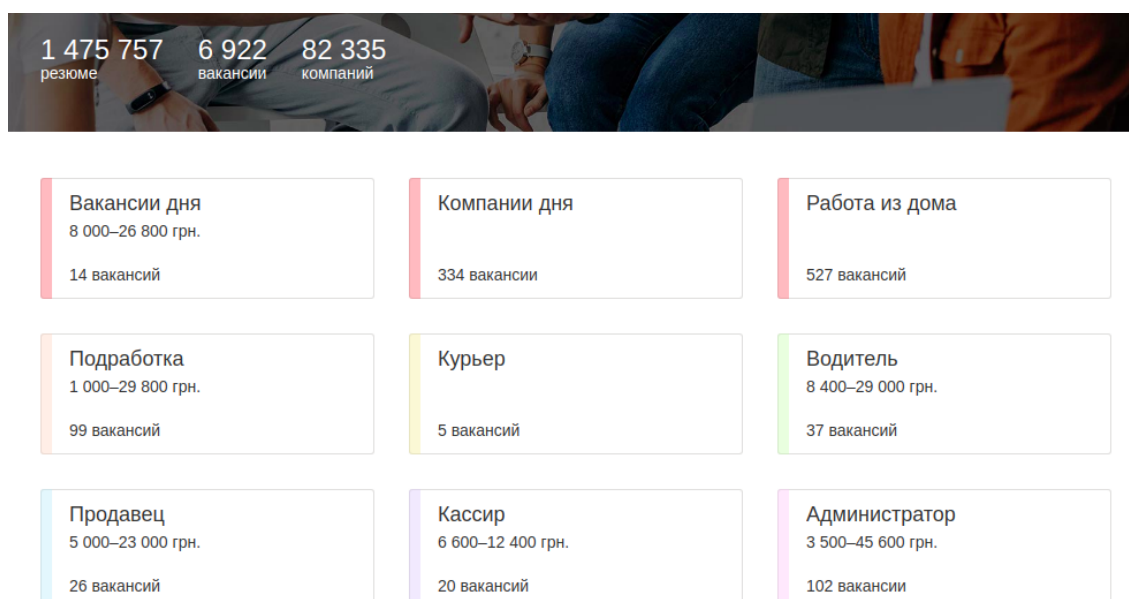 1 475 757 6 922 82 335
резюме вакансии компаний
Вакансии дня
8 000–26 800 грн.
14 вакансий
Компании дня
334 вакансии
Работа из дома
527 вакансий
Подработка
1 000–29 800 грн.
99 вакансий
Курьер
5 вакансий
Водитель
8 400–29 000 грн.
37 вакансий
Продавец
5 000–23 000 грн.
26 вакансий
Кассир
6 600–12 400 грн.
20 вакансий
Администратор
3 500–45 600 грн.
102 вакансии